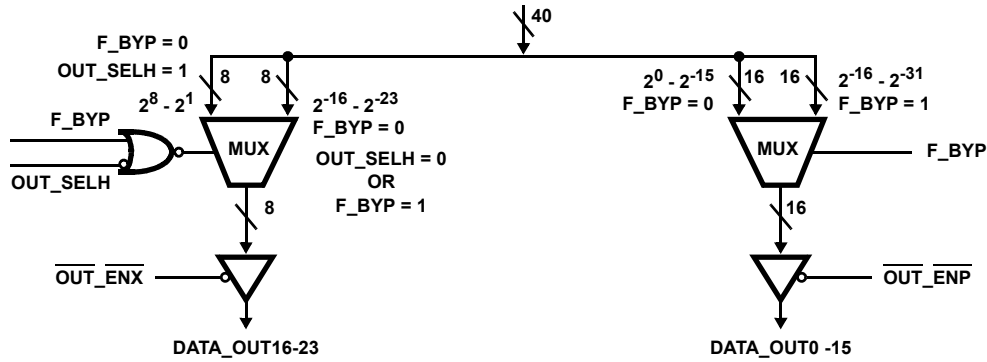 40
F_BYP = 0
OUT_SELH = 1
8
8
2^8 - 2^1
2^-16 - 2^-23
F_BYP = 0
OUT_SELH = 0
OR
F_BYP = 1
F_BYP
OUT_SELH
MUX
8
OUT_ENX
DATA_OUT16-23
2^0 - 2^-15
F_BYP = 0
16
16
2^-16 - 2^-31
F_BYP = 1
MUX
F_BYP
16
OUT_ENP
DATA_OUT0 -15